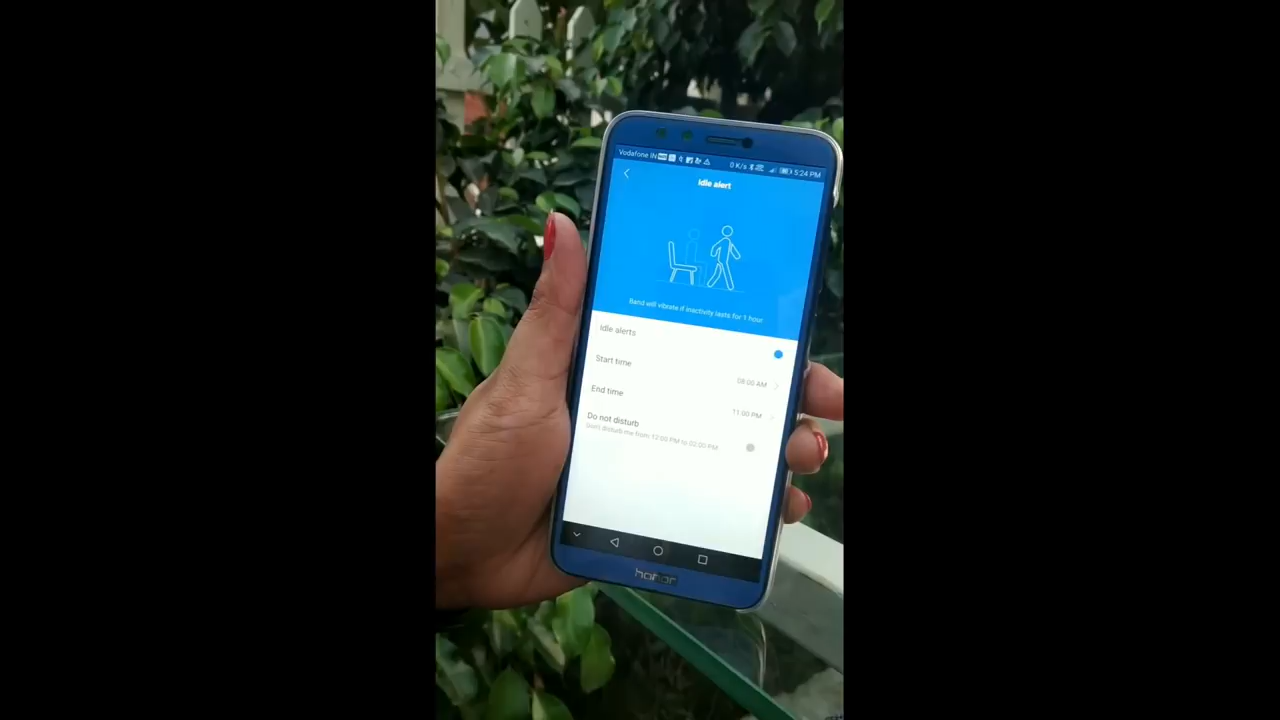 Vodafone IN
0 K/s
5:24 PM
Idle alert
Band will vibrate if inactivity lasts for 1 hour
Idle alerts
Start time
08:00 AM
End time
11:00 PM
Do not disturb
Don't disturb me from 12:00 PM to 02:00 PM
honor